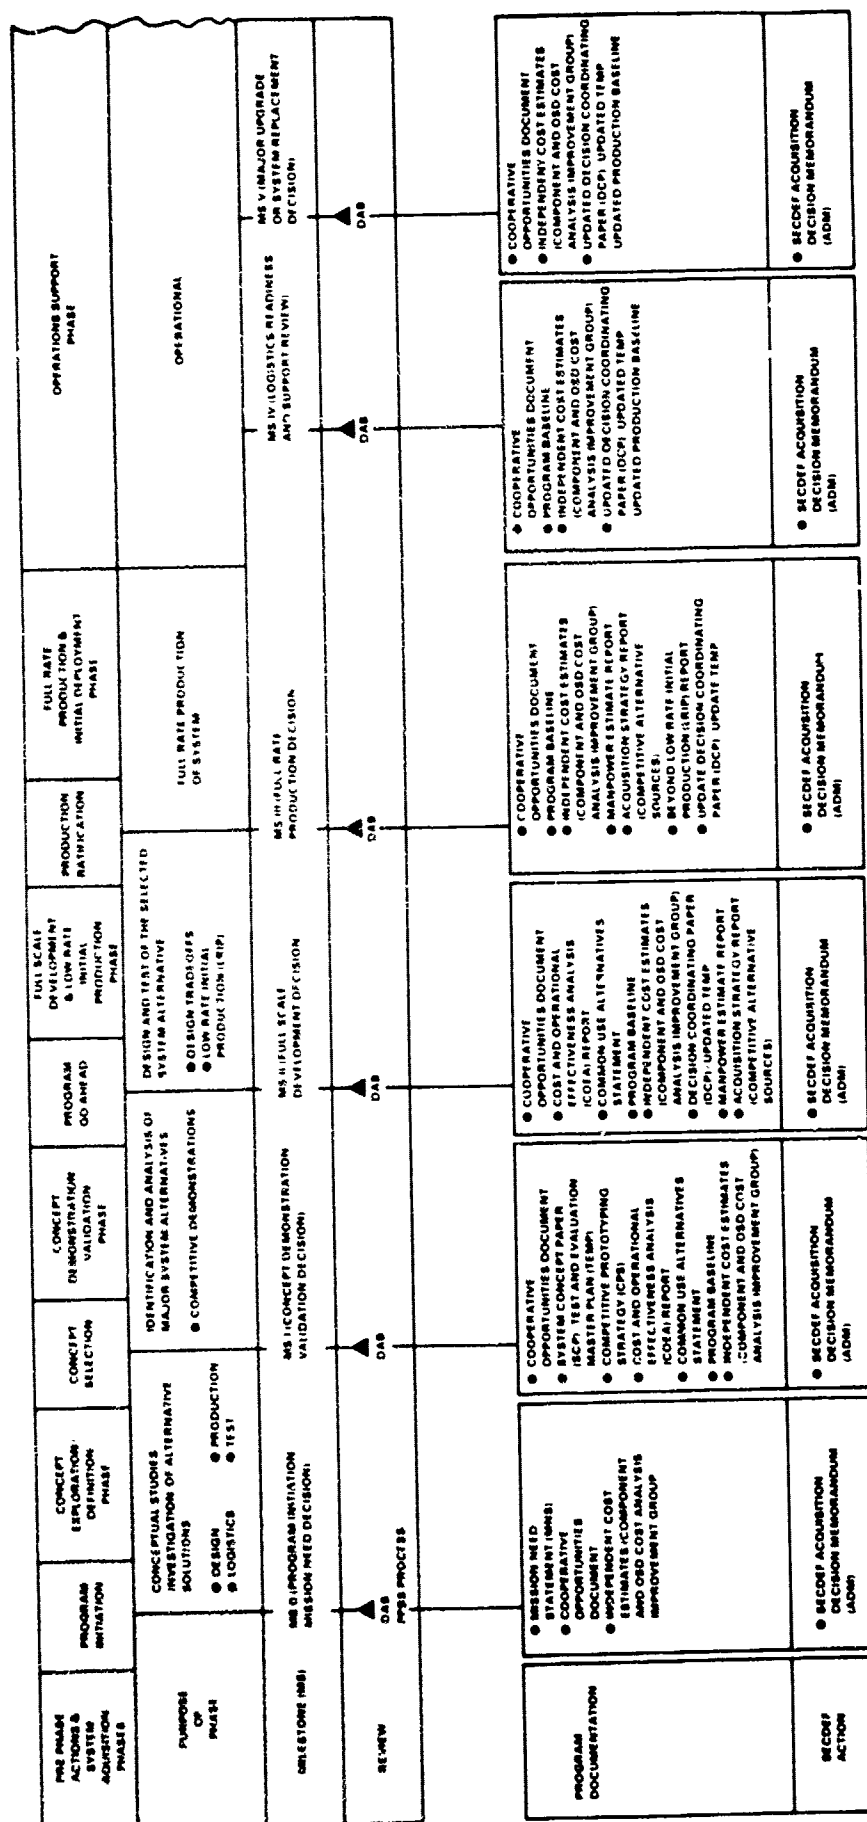 PRE PHASE
ACTIONS &
SYSTEM
AQUISITION
PHASES
PROGRAM
INITIATION
CONCEPT
EXPLORATION/
DEFINITION
PHASE
CONCEPT
SELECTION
CONCEPT
DEMONSTRATION
VALIDATION
PHASE
PROGRAM
GO AHEAD
FULL SCALE
DEVELOPMENT
& LOW RATE
INITIAL
PRODUCTION
PHASE
PRODUCTION
RATIFICATION
FULL RATE
PRODUCTION &
INITIAL DEPLOYMENT
PHASE
OPERATIONS SUPPORT
PHASE
PURPOSE
OF
PHASE
CONCEPTUAL STUDIES
INVESTIGATION OF ALTERNATIVE
SOLUTIONS
● DESIGN ● PRODUCTION
● LOGISTICS ● TEST
IDENTIFICATION AND ANALYSIS OF
MAJOR SYSTEM ALTERNATIVES
● COMPETITIVE DEMONSTRATIONS
DESIGN AND TEST OF THE SELECTED
SYSTEM ALTERNATIVE
● DESIGN TRADEOFFS
● LOW RATE INITIAL
PRODUCTION (LRIP)
FULL RATE PRODUCTION
OF SYSTEM
OPERATIONAL
MILESTONE (MS)
MS 0 (PROGRAM INITIATION
MISSION NEED DECISION)
MS I (CONCEPT DEMONSTRATION
VALIDATION DECISION)
MS II (FULL SCALE
DEVELOPMENT DECISION
MS III (FULL RATE
PRODUCTION DECISION
MS IV (LOGISTICS READINESS
AND SUPPORT REVIEW)
MS V (MAJOR UPGRADE
OR SYSTEM REPLACEMENT
DECISION)
REVIEW
DAB
PPBS PROCESS
DAB
DAB
DAB
DAB
DAB
PROGRAM
DOCUMENTATION
● MISSION NEED
STATEMENT (MNS)
● COOPERATIVE
OPPORTUNITIES
DOCUMENT
● INDEPENDENT COST
ESTIMATES (COMPONENT
AND OSD COST ANALYSIS
IMPROVEMENT GROUP
● COOPERATIVE
OPPORTUNITIES DOCUMENT
● SYSTEM CONCEPT PAPER
(SCP) TEST AND EVALUATION
MASTER PLAN (TEMP)
● COMPETITIVE PROTOTYPING
STRATEGY (CPS)
● COST AND OPERATIONAL
EFFECTIVENESS ANALYSIS
(COEA) REPORT
● COMMON USE ALTERNATIVES
STATEMENT
● PROGRAM BASELINE
● INDEPENDENT COST ESTIMATES
(COMPONENT AND OSD COST
ANALYSIS IMPROVEMENT GROUP)
● COOPERATIVE
OPPORTUNITIES DOCUMENT
● COST AND OPERATIONAL
EFFECTIVENESS ANALYSIS
(COEA) REPORT
● COMMON USE ALTERNATIVES
STATEMENT
● PROGRAM BASELINE
● INDEPENDENT COST ESTIMATES
(COMPONENT AND OSD COST
ANALYSIS IMPROVEMENT GROUP)
● DECISION COORDINATING PAPER
(DCP) - UPDATED TEMP
● MANPOWER ESTIMATE REPORT
● ACQUISITION STRATEGY REPORT
(COMPETITIVE ALTERNATIVE
SOURCES)
● COOPERATIVE
OPPORTUNITIES DOCUMENT
● PROGRAM BASELINE
● INDEPENDENT COST ESTIMATES
(COMPONENT AND OSD COST
ANALYSIS IMPROVEMENT GROUP)
● MANPOWER ESTIMATE REPORT
● ACQUISITION STRATEGY REPORT
(COMPETITIVE ALTERNATIVE
SOURCES)
● BEYOND LOW RATE INITIAL
PRODUCTION (LRIP) REPORT
● UPDATE DECISION COORDINATING
PAPER (DCP) UPDATE TEMP
● COOPERATIVE
OPPORTUNITIES DOCUMENT
● PROGRAM BASELINE
● INDEPENDENT COST ESTIMATES
(COMPONENT AND OSD COST
ANALYSIS IMPROVEMENT GROUP)
● UPDATED DECISION COORDINATING
PAPER (DCP) UPDATED TEMP
UPDATED PRODUCTION BASELINE
● COOPERATIVE
OPPORTUNITIES DOCUMENT
● INDEPENDENT COST ESTIMATES
(COMPONENT AND OSD COST
ANALYSIS IMPROVEMENT GROUP)
● UPDATED DECISION COORDINATING
PAPER (DCP) UPDATED TEMP
UPDATED PRODUCTION BASELINE
SECDEF
ACTION
● SECDEF ACQUISITION
DECISION MEMORANDUM
(ADM)
● SECDEF ACQUISITION
DECISION MEMORANDUM
(ADM)
● SECDEF ACQUISITION
DECISION MEMORANDUM
(ADM)
● SECDEF ACQUISITION
DECISION MEMORANDUM
(ADM)
● SECDEF ACQUISITION
DECISION MEMORANDUM
(ADM)
● SECDEF ACQUISITION
DECISION MEMORANDUM
(ADM)